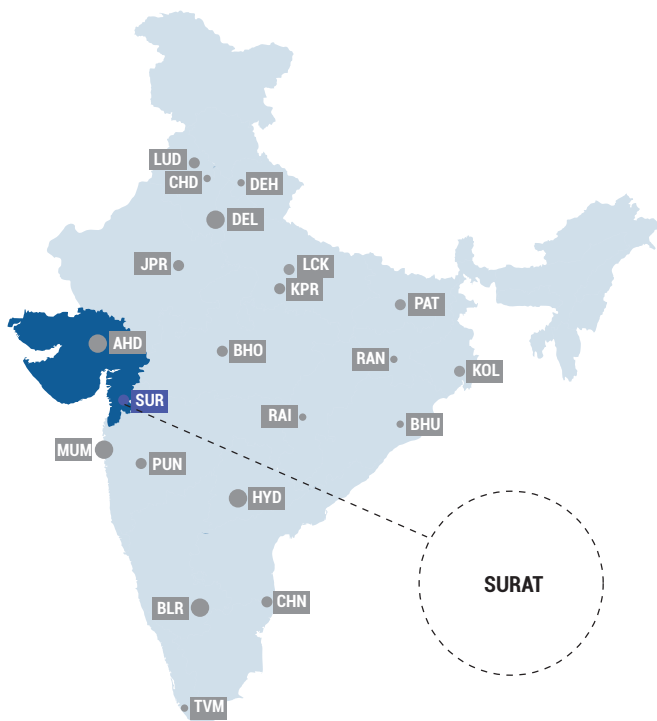 LUD
CHD
DEH
DEL
JPR
LCK
KPR
PAT
AHD
BHO
RAN
KOL
SUR
RAI
BHU
MUM
PUN
HYD
SURAT
BLR
CHN
TVM